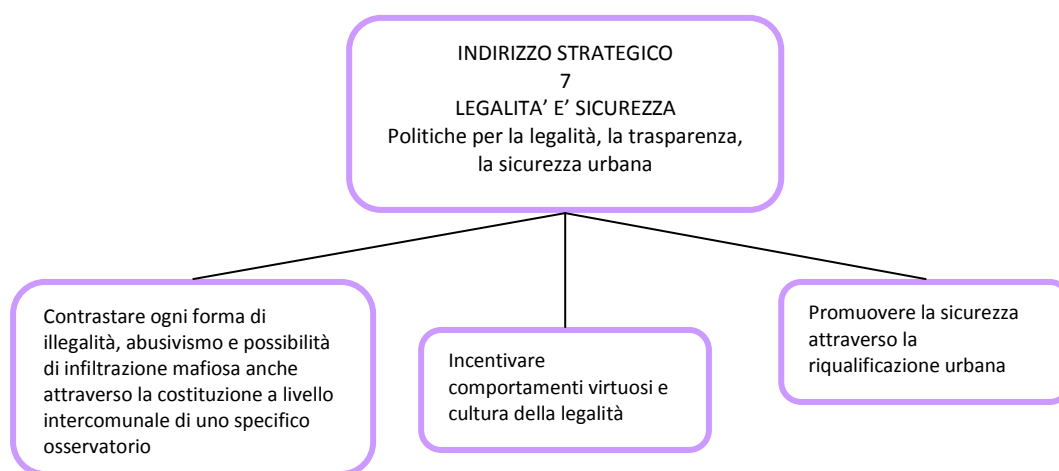 INDIRIZZO STRATEGICO
7
LEGALITA’ E’ SICUREZZA
Politiche per la legalità, la trasparenza,
la sicurezza urbana
Contrastare ogni forma di
illegalità, abusivismo e possibilità
di infiltrazione mafiosa anche
attraverso la costituzione a livello
intercomunale di uno specifico
osservatorio
Incentivare
comportamenti virtuosi e
cultura della legalità
Promuovere la sicurezza
attraverso la
riqualificazione urbana